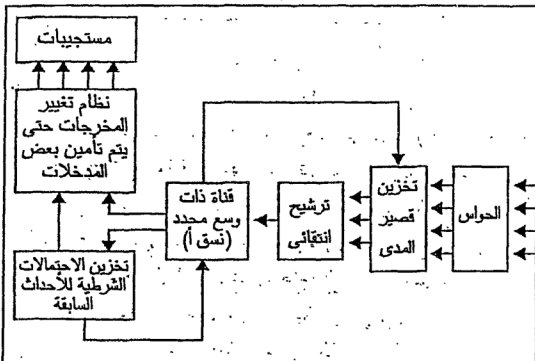 مستجيبات
نظام تغيير
المخرجات حتى
يتم تأمين بعض
المدخلات
الحواس
تخزين
قصير
المدى
ترشيح
انتقائى
قناة ذات
وسع محدد
(نسق أ)
تخزين الاحتمالات
الشرطية للأحداث
السابقة